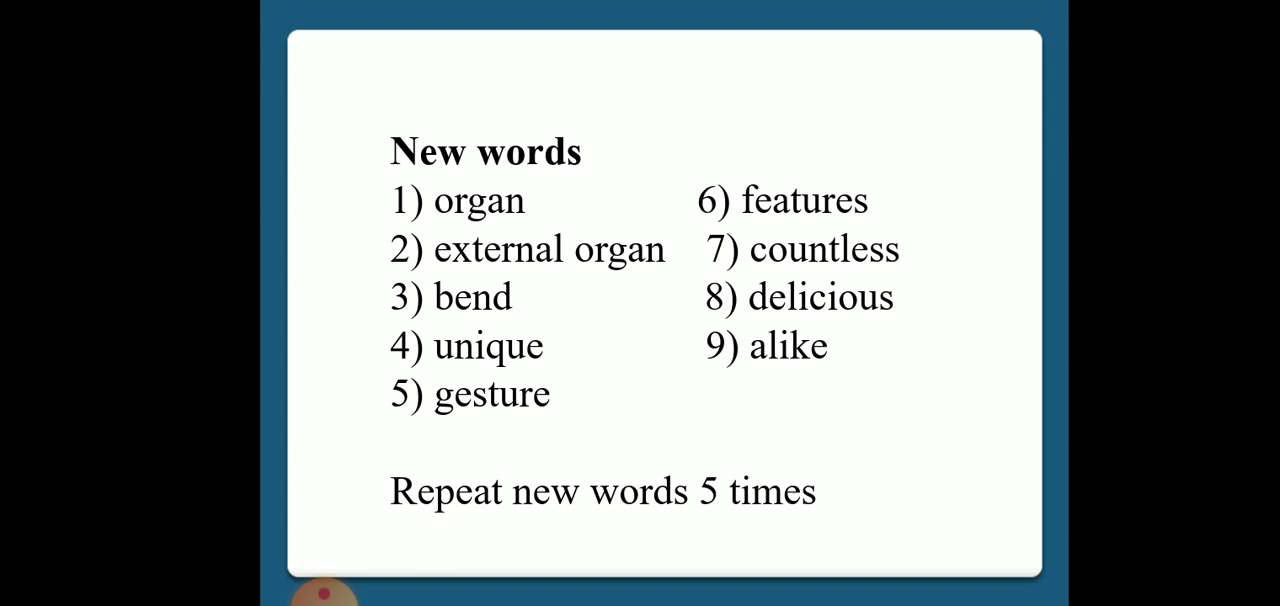 New words
1) organ 6) features
2) external organ 7) countless
3) bend 8) delicious
4) unique 9) alike
5) gesture
Repeat new words 5 times